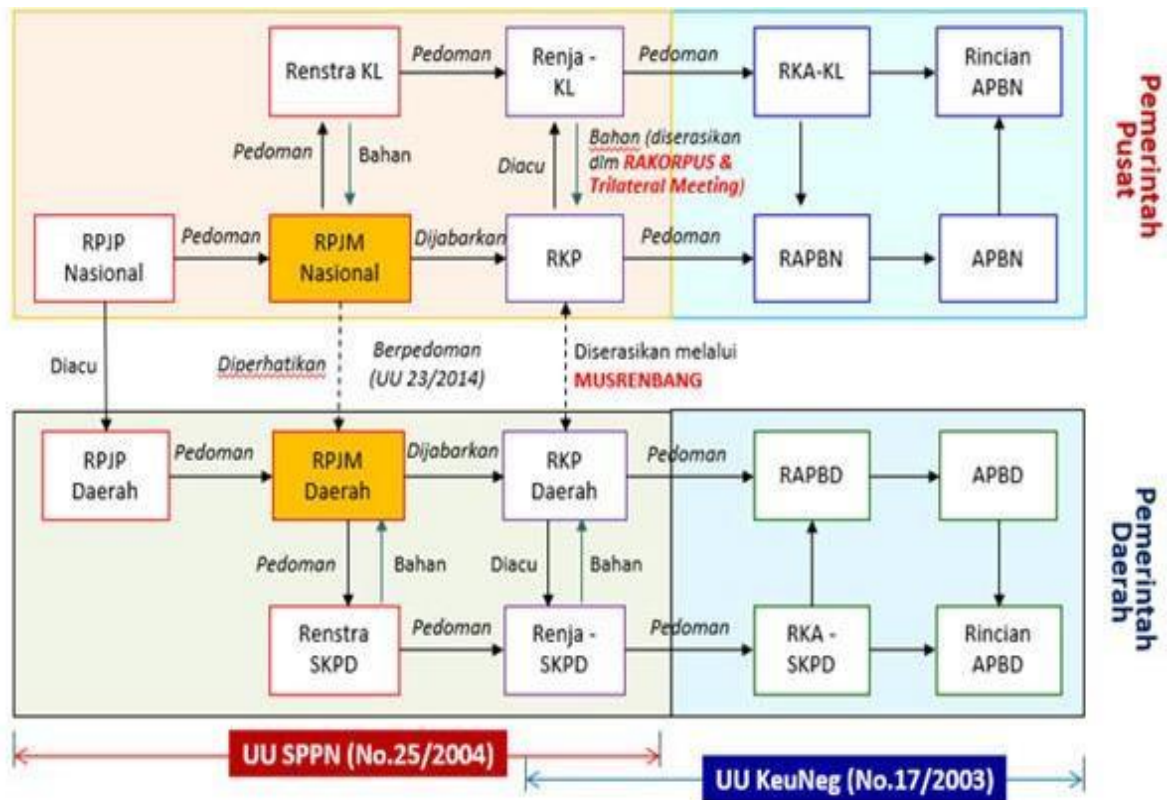 Renstra KL
Pedoman
Renja -
KL
Pedoman
RKA-KL
Rincian
APBN
Pedoman
Bahan
Diacu
Bahan (diserasikan
dlm RAKORPUS &
Trilateral Meeting)
RPJP
Nasional
Pedoman
RPJM
Nasional
Dijabarkan
RKP
Pedoman
RAPBN
APBN
Pemerintah
Pusat
Diacu
Diperhatikan
Berpedoman
(UU 23/2014)
Diserasikan melalui
MUSRENBANG
RPJP
Daerah
Pedoman
RPJM
Daerah
Dijabarkan
RKP
Daerah
Pedoman
RAPBD
APBD
Pedoman
Bahan
Diacu
Bahan
Renstra
SKPD
Pedoman
Renja -
SKPD
Pedoman
RKA -
SKPD
Rincian
APBD
Pemerintah
Daerah
UU SPPN (No.25/2004)
UU KeuNeg (No.17/2003)